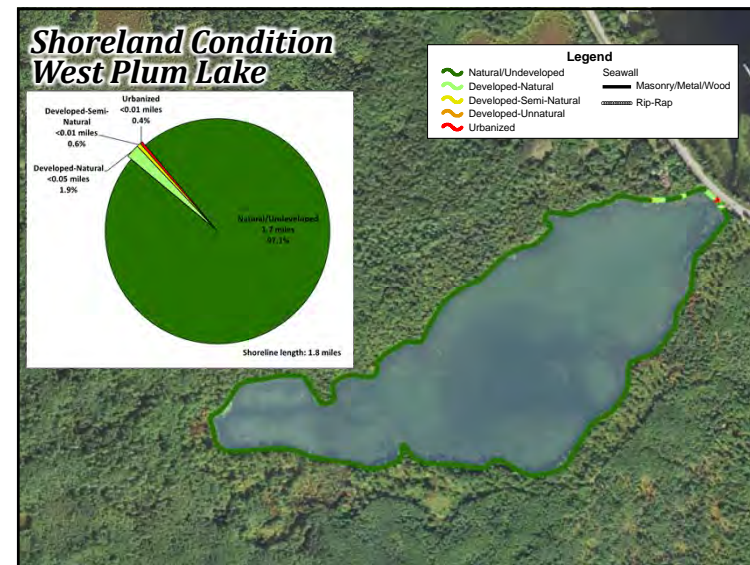 Shoreland Condition
West Plum Lake
Urbanized
<0.01 miles
0.4%
Developed-Semi-
Natural
<0.01 miles
0.6%
Developed-Natural
<0.05 miles
1.9%
Natural/Undeveloped
1.7 miles
97.1%
Shoreline length: 1.8 miles
Legend
Natural/Undeveloped
Developed-Natural
Developed-Semi-Natural
Developed-Unnatural
Urbanized
Seawall
Masonry/Metal/Wood
Rip-Rap